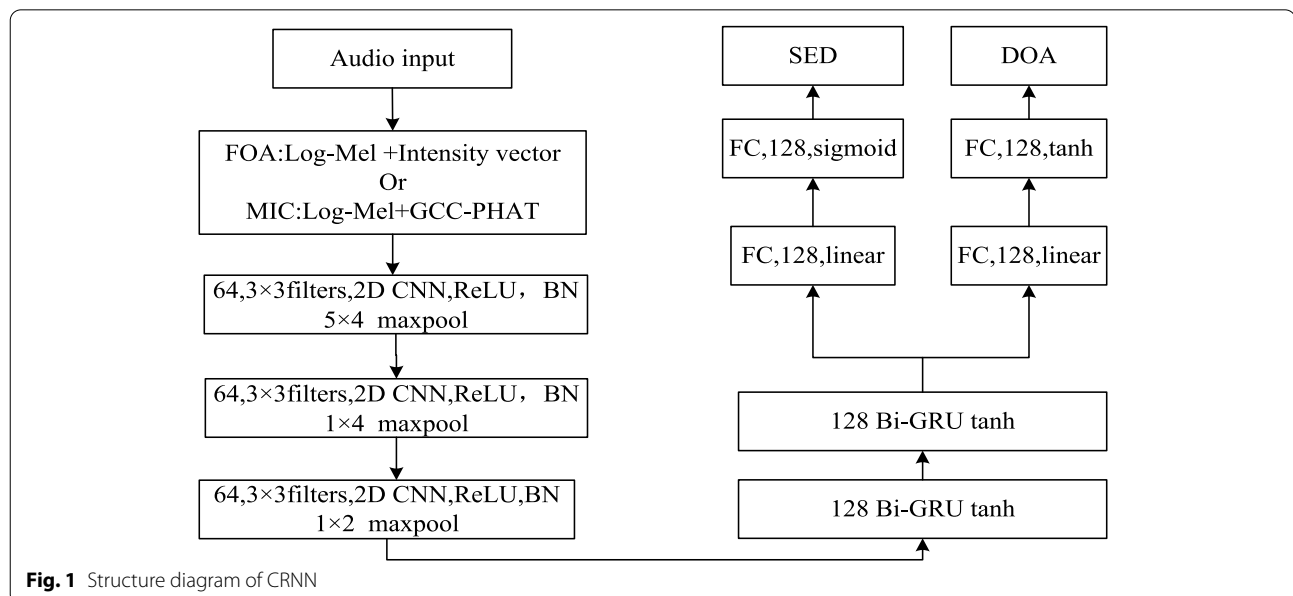 Audio input
FOA:Log-Mel +Intensity vector
Or
MIC:Log-Mel+GCC-PHAT
64,3×3filters,2D CNN,ReLU，BN
5×4 maxpool
64,3×3filters,2D CNN,ReLU，BN
1×4 maxpool
64,3×3filters,2D CNN,ReLU,BN
1×2 maxpool
128 Bi-GRU tanh
128 Bi-GRU tanh
FC,128,linear
FC,128,sigmoid
SED
FC,128,linear
FC,128,tanh
DOA
Fig. 1 Structure diagram of CRNN